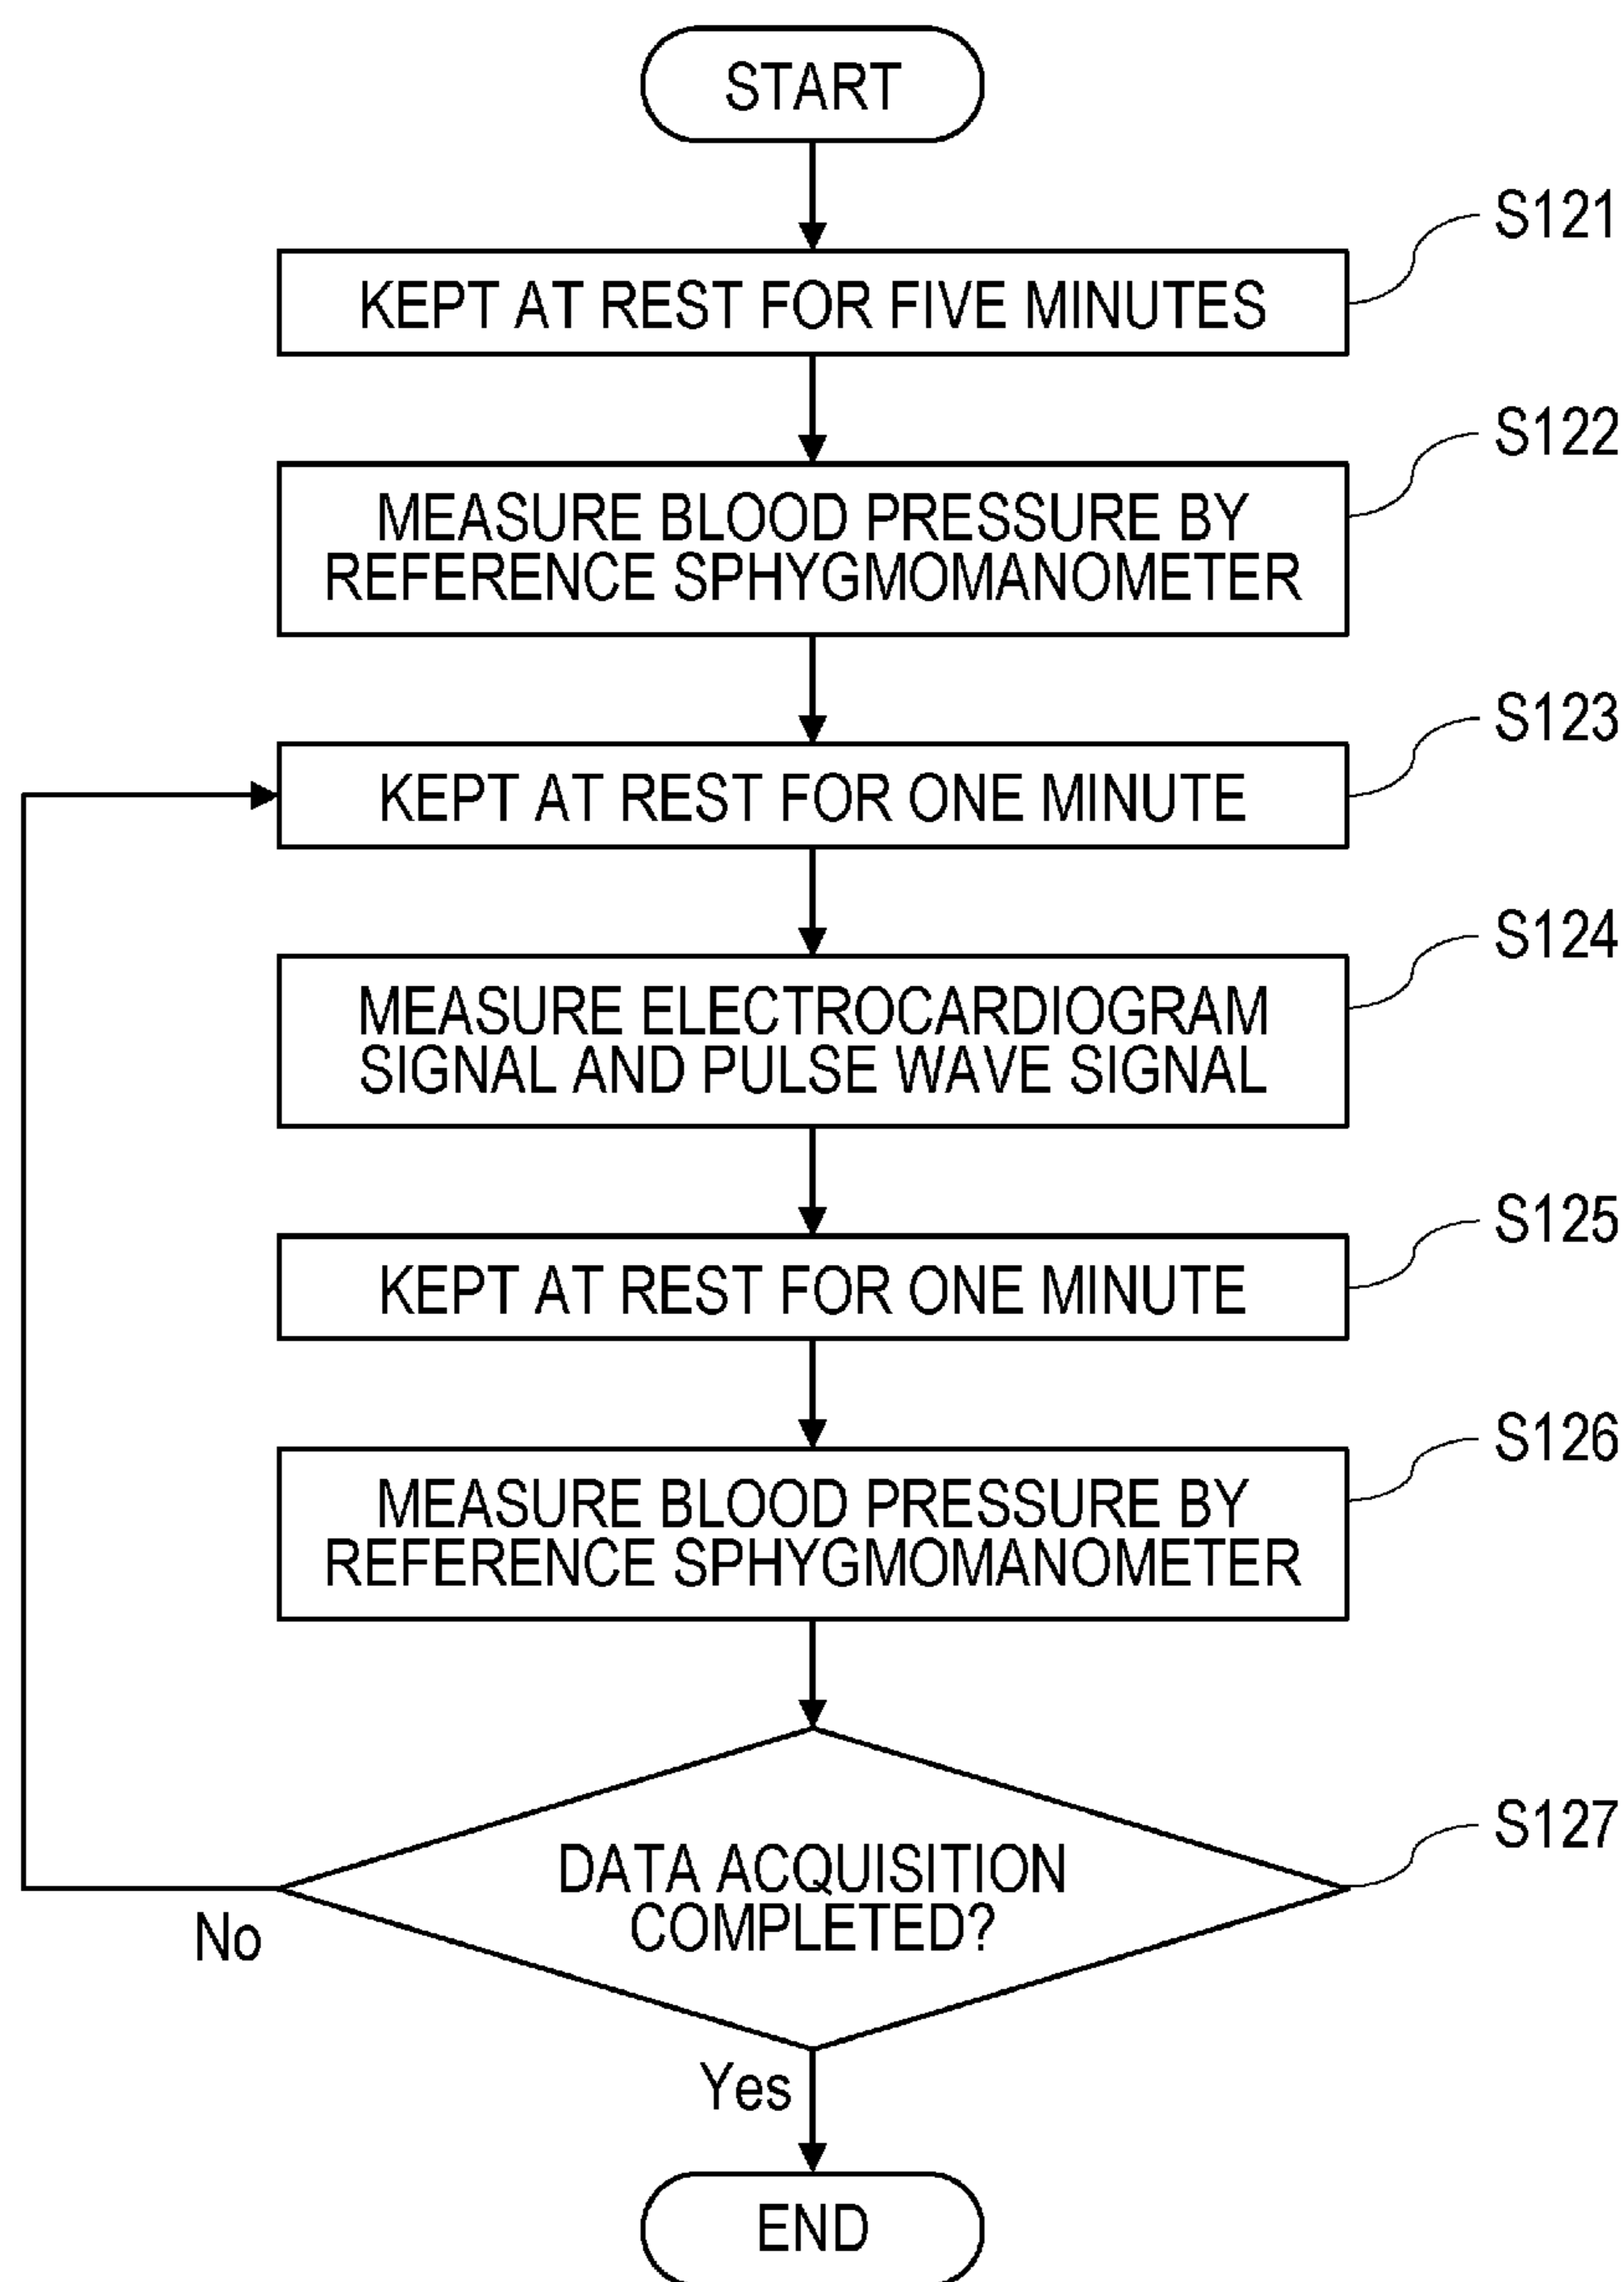 START
S121
KEPT AT REST FOR FIVE MINUTES
S122
MEASURE BLOOD PRESSURE BY
REFERENCE SPHYGMOMANOMETER
S123
KEPT AT REST FOR ONE MINUTE
S124
MEASURE ELECTROCARDIOGRAM
SIGNAL AND PULSE WAVE SIGNAL
S125
KEPT AT REST FOR ONE MINUTE
S126
MEASURE BLOOD PRESSURE BY
REFERENCE SPHYGMOMANOMETER
S127
DATA ACQUISITION
COMPLETED?
No
Yes
END